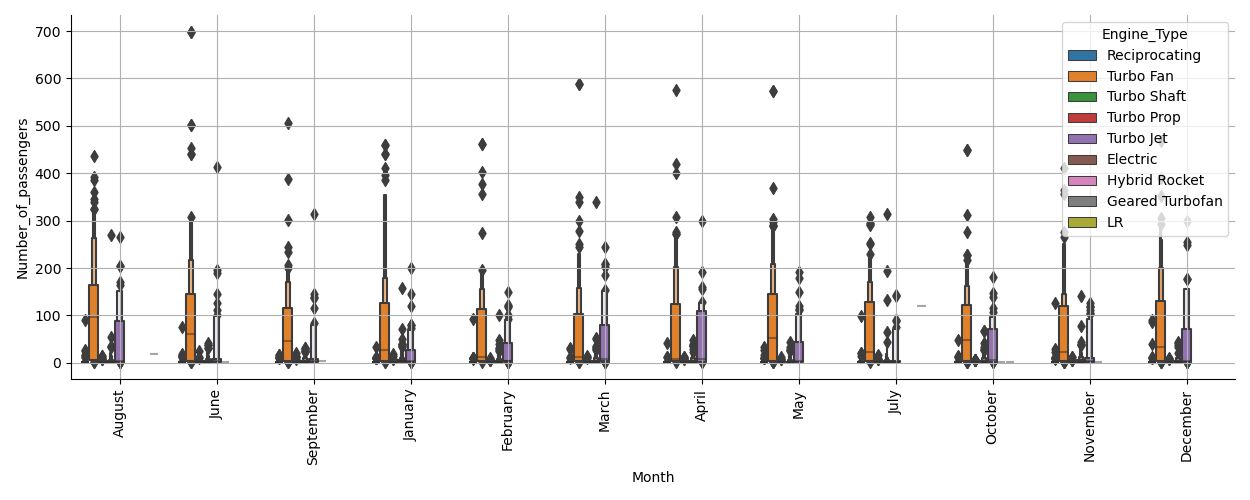 700
600
500
400
300
200
100
0
Number_of_passengers
Engine_Type
Reciprocating
Turbo Fan
Turbo Shaft
Turbo Prop
Turbo Jet
Electric
Hybrid Rocket
Geared Turbofan
LR
August
June
September
January
February
March
April
May
July
October
November
December
Month